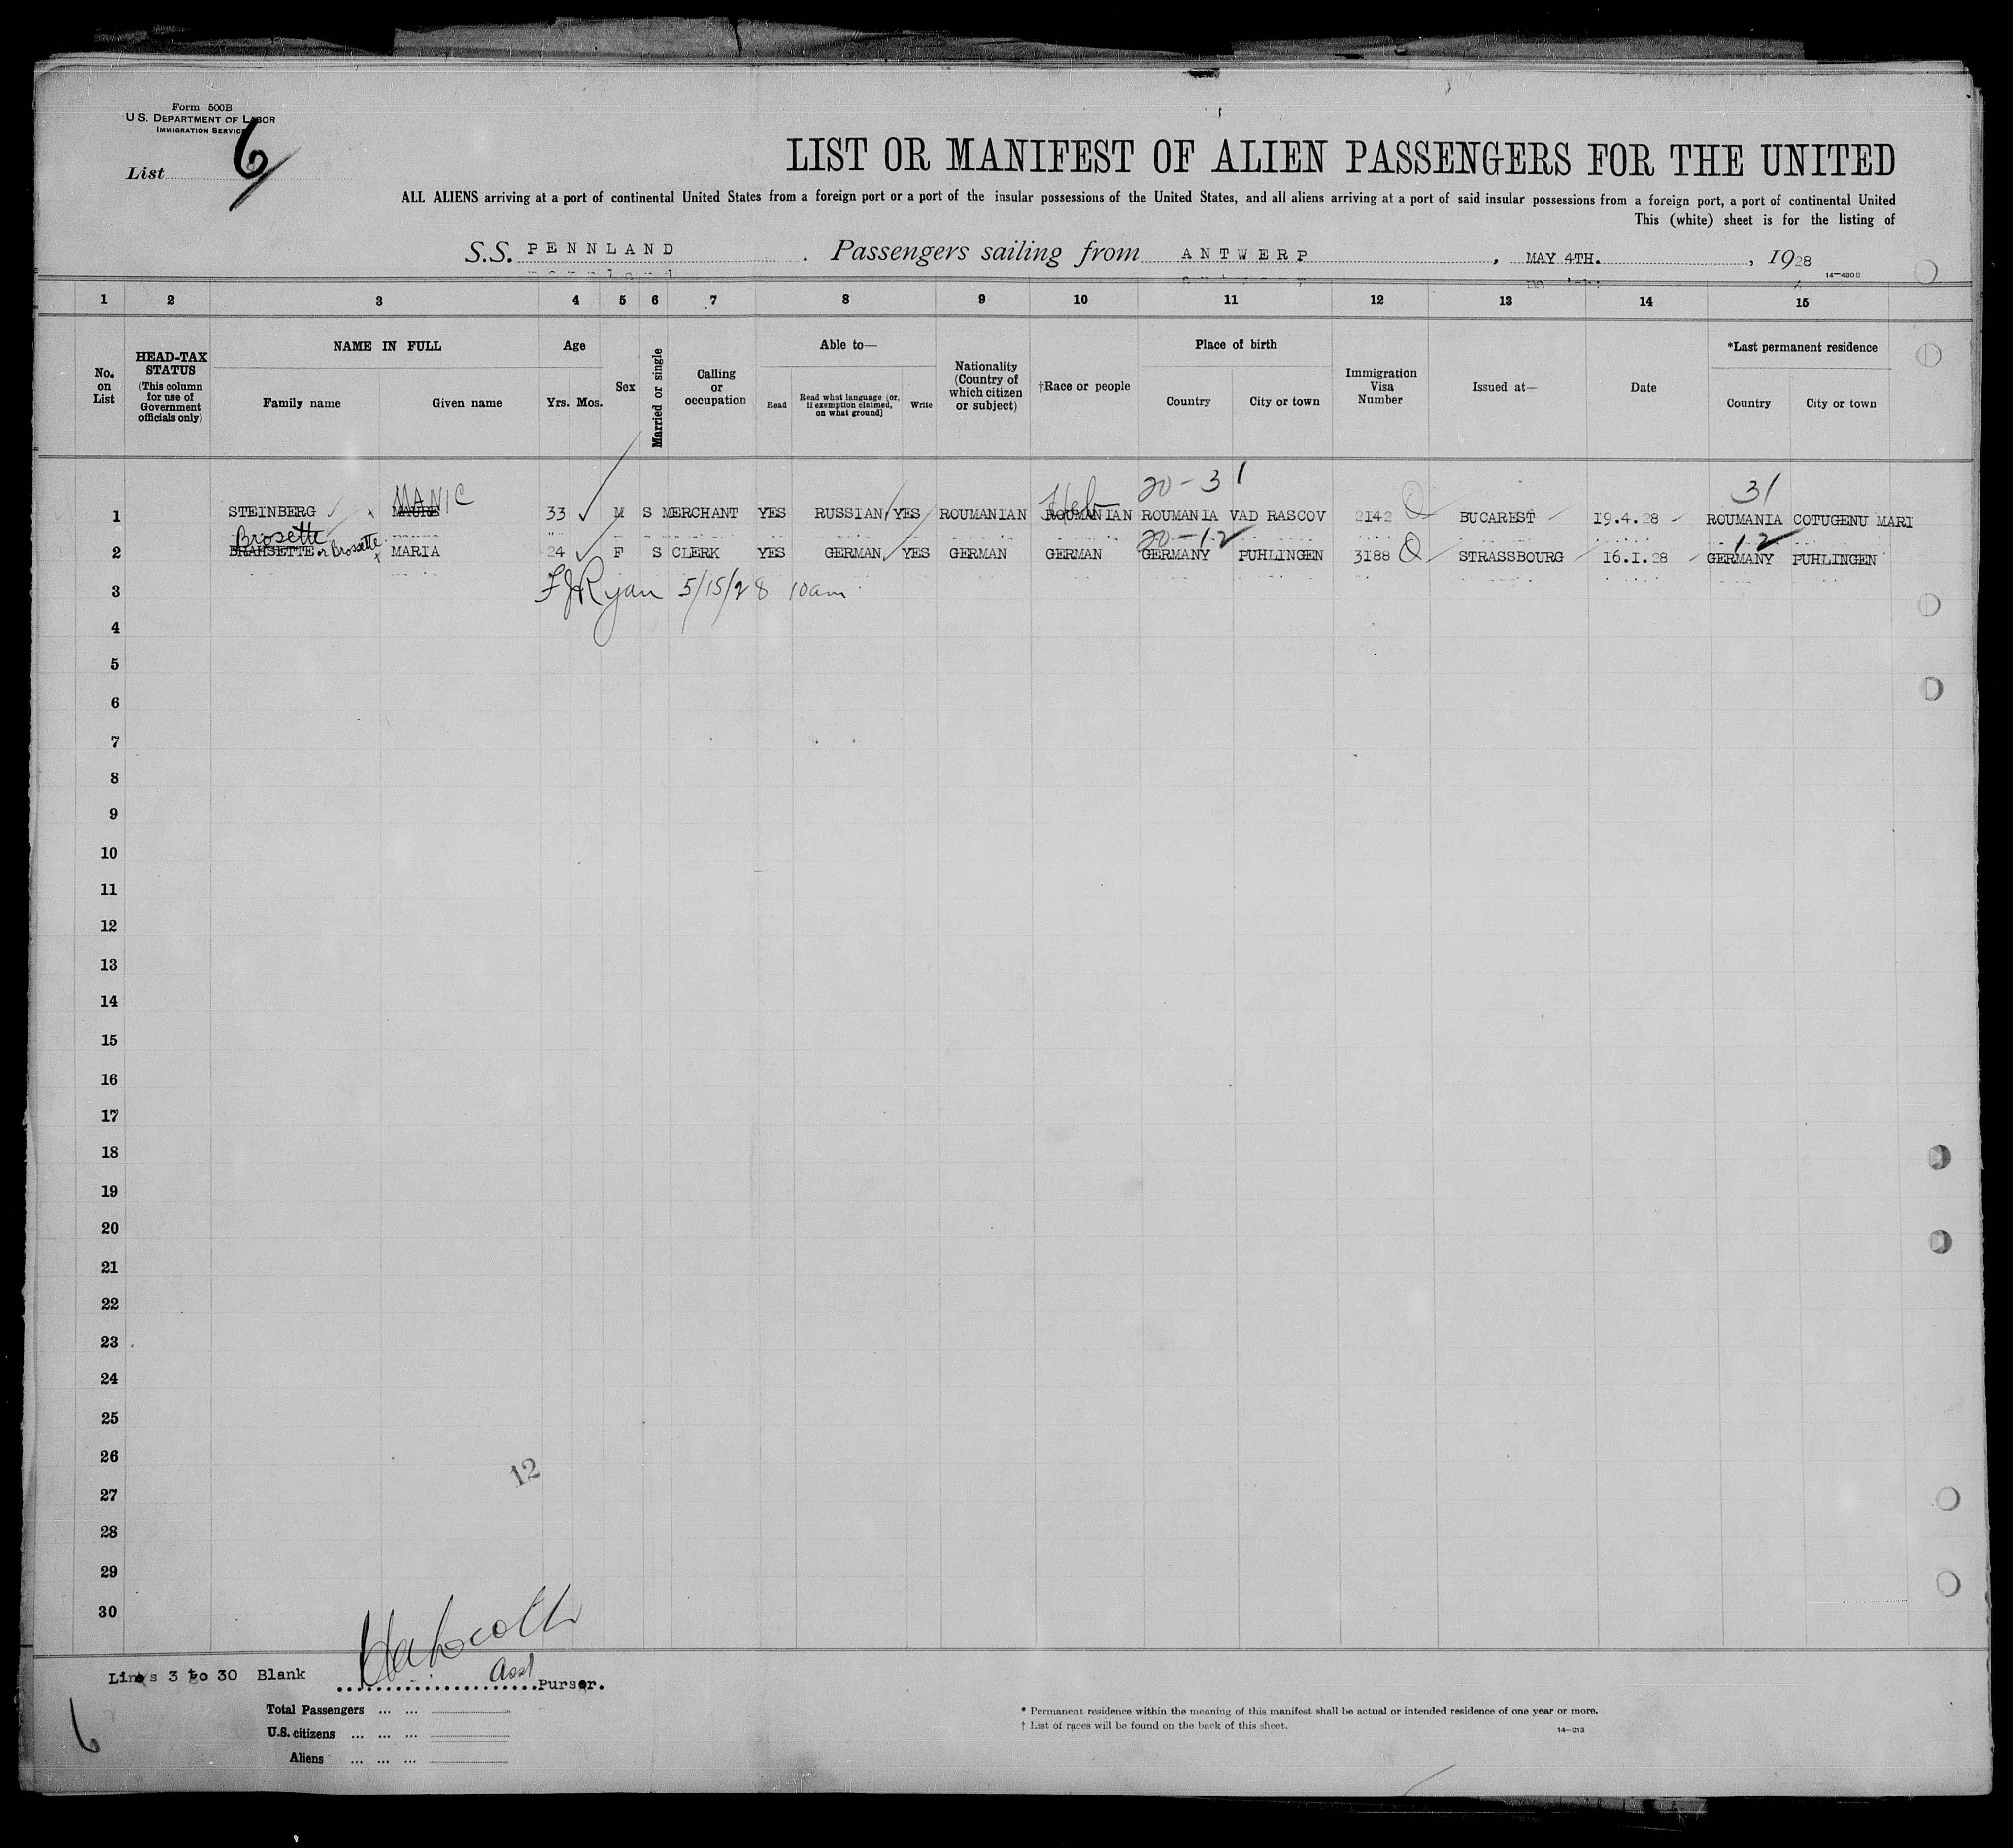 Form 500B
U. S. DEPARTMENT OF LABOR
IMMIGRATION SERVICE
List 6
LIST OR MANIFEST OF ALIEN PASSENGERS FOR THE UNITED
ALL ALIENS arriving at a port of continental United States from a foreign port or a port of the insular possessions of the United States, and all aliens arriving at a port of said insular possessions from a foreign port, a port of continental United
This (white) sheet is for the listing of
S.S. PENNLAND. Passengers sailing from ANTWERP, MAY 4TH., 1928
14—430B
1 2 3 4 5 6 7 8 9 10 11 12 13 14 15
No. on List
HEAD-TAX STATUS (This column for use of Government officials only)
NAME IN FULL
Family name Given name
Age
Yrs. Mos.
Sex
Married or single
Calling or occupation
Able to—
Read
Read what language [or, if exemption claimed, on what ground]
Write
Nationality (Country of which citizen or subject)
†Race or people
Place of birth
Country City or town
Immigration Visa Number
Issued at—
Date
*Last permanent residence
Country City or town
MANIC Heb 20-31 31
1 STEINBERG MAURE 33 M S MERCHANT YES RUSSIAN YES ROUMANIAN ROUMANIAN ROUMANIA VAD RASCOV 2142 BUCAREST 19.4.28 ROUMANIA COTUGENU MARI
Brosette 20-12 12
2 BRAHSETTE or Brossette MARIA 24 F S CLERK YES GERMAN YES GERMAN GERMAN GERMANY PUHLINGEN 3188 STRASSBOURG 16.I.28 GERMANY PUHLINGEN
3 F J Ryan 5/15/28 10am
4
5
6
7
8
9
10
11
12
13
14
15
16
17
18
19
20
21
22
23
24
25
26
12
27
28
29
30
Lines 3 to 30 Blank Asst Purser.
6
Total Passengers ... ...
U.S. citizens ... ... ...
Aliens ... ... ...
* Permanent residence within the meaning of this manifest shall be actual or intended residence of one year or more.
† List of races will be found on the back of this sheet.
14—213